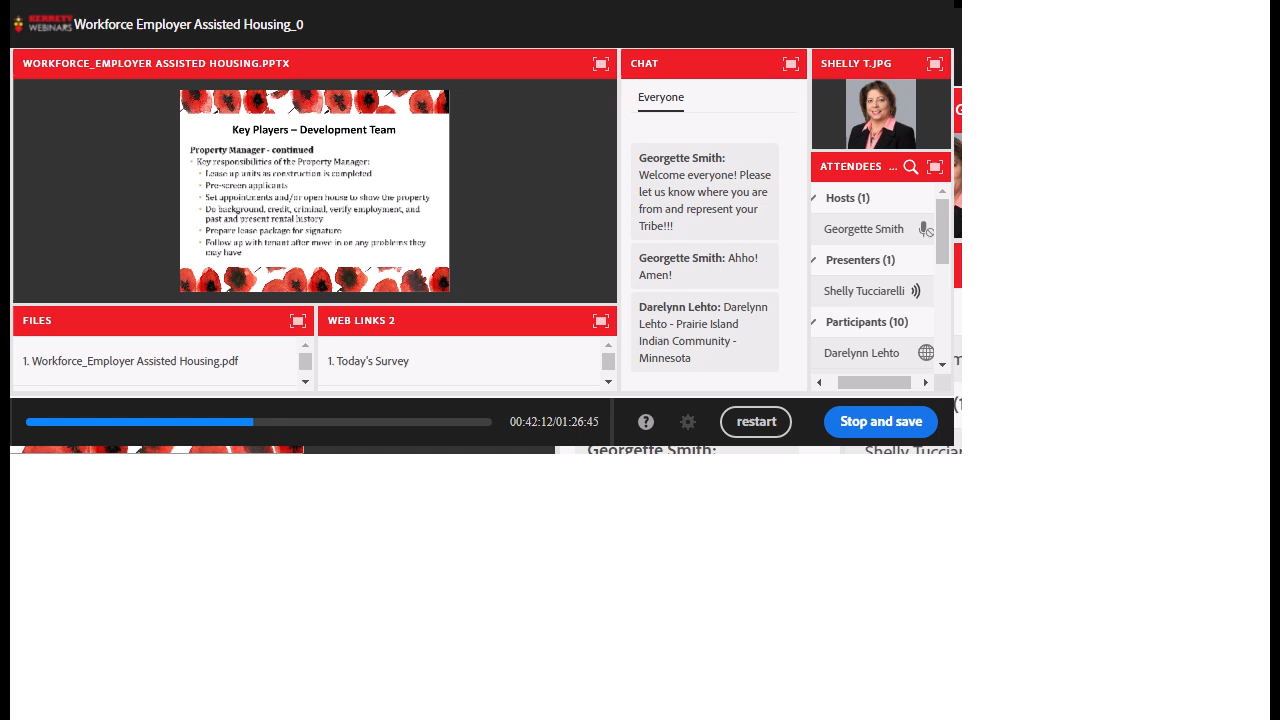 KERRETY
WEBINARS
Workforce Employer Assisted Housing_0
WORKFORCE_EMPLOYER ASSISTED HOUSING.PPTX
Key Players – Development Team
Property Manager - continued
Key responsibilities of the Property Manager:
Lease up units as construction is completed
Pre-screen applicants
Set appointments and/or open house to show the property
Do background, credit, criminal, verify employment, and
past and present rental history
Prepare lease package for signature
Follow up with tenant after move in on any problems they
may have
FILES
1. Workforce_Employer Assisted Housing.pdf
WEB LINKS 2
1. Today's Survey
CHAT
Everyone
Georgette Smith:
Welcome everyone! Please
let us know where you are
from and represent your
Tribe!!!
Georgette Smith: Ahho!
Amen!
Darelynn Lehto: Darelynn
Lehto - Prairie Island
Indian Community -
Minnesota
SHELLY T.JPG
ATTENDEES ...
Hosts (1)
Georgette Smith
Presenters (1)
Shelly Tucciarelli
Participants (10)
Darelynn Lehto
00:42:12/01:26:45
restart
Stop and save
Georgette Smith:
Shelly Tucciar